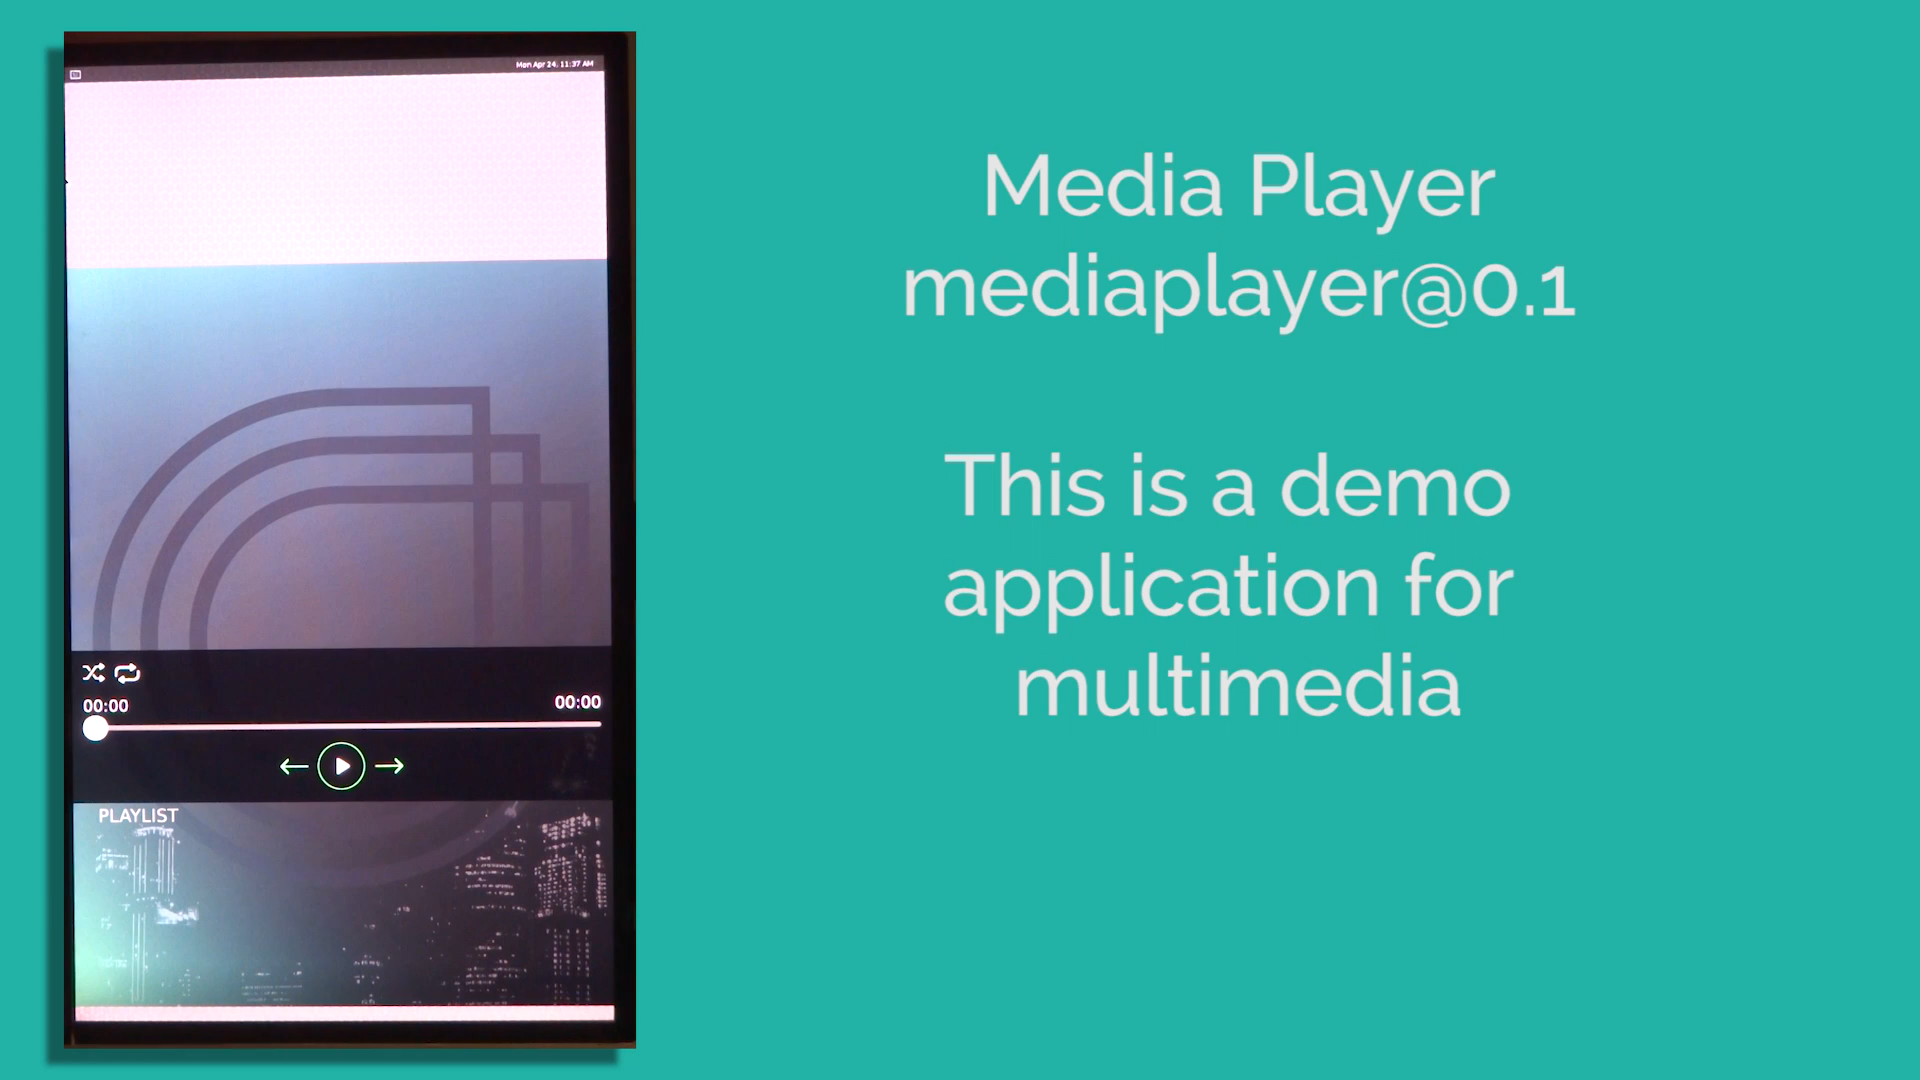 Mon Apr 24, 11:37 AM
00:00
00:00
PLAYLIST
Media Player
mediaplayer@0.1
This is a demo
application for
multimedia